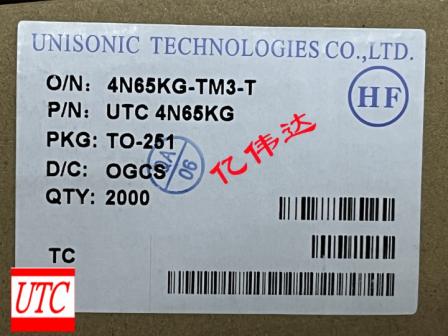 UNISONIC TECHNOLOGIES CO.,LTD.
O/N: 4N65KG-TM3-T
HF
P/N: UTC 4N65KG
PKG: TO-251
亿伟达
D/C: OGCS
QA
06
QTY: 2000
TC
UTC